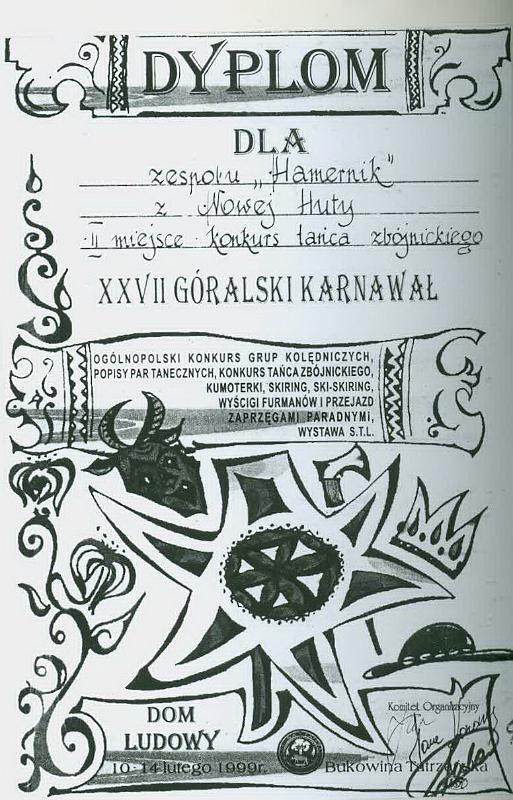 DYPLOM
DLA
zespołu „Hamernik"
z Nowej Huty
II miejsce konkurs tańca zbójnickiego
XXVII GÓRALSKI KARNAWAŁ
OGÓLNOPOLSKI KONKURS GRUP KOLĘDNICZYCH,
POPISY PAR TANECZNYCH, KONKURS TAŃCA ZBÓJNICKIEGO,
KUMOTERKI, SKIRING, SKI-SKIRING,
WYŚCIGI FURMANÓW I PRZEJAZD
ZAPRZĘGAMI PARADNYMI,
WYSTAWA S.T.L.
DOM
LUDOWY
10-14 lutego 1999r.
Komitet Organizacyjny
Bukowina Tatrzańska